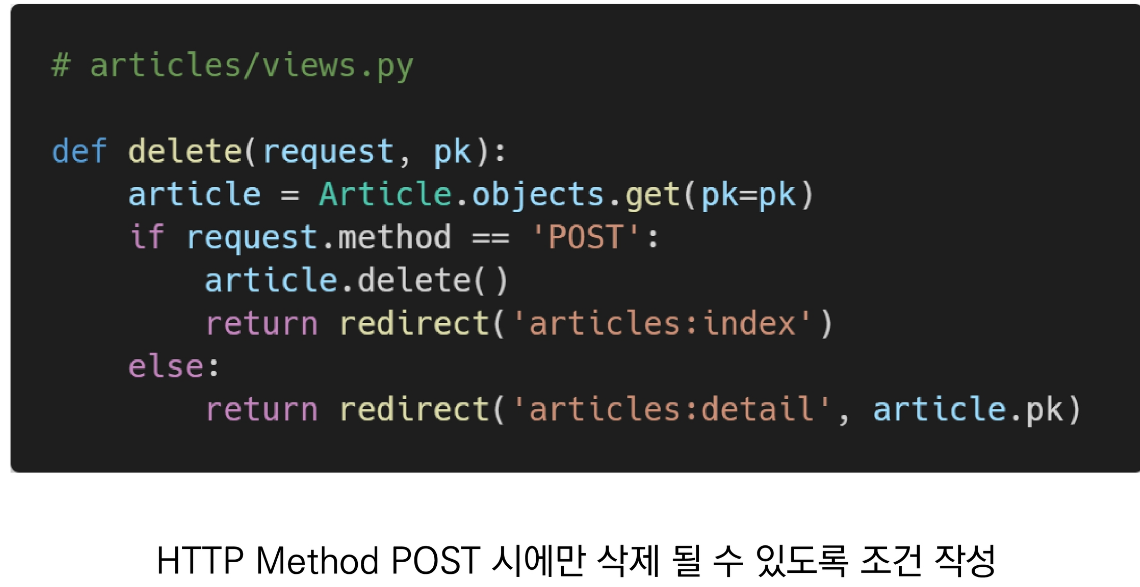 # articles/views.py
def delete(request, pk):
    article = Article.objects.get(pk=pk)
    if request.method == 'POST':
        article.delete()
        return redirect('articles:index')
    else:
        return redirect('articles:detail', article.pk)
HTTP Method POST 시에만 삭제 될 수 있도록 조건 작성